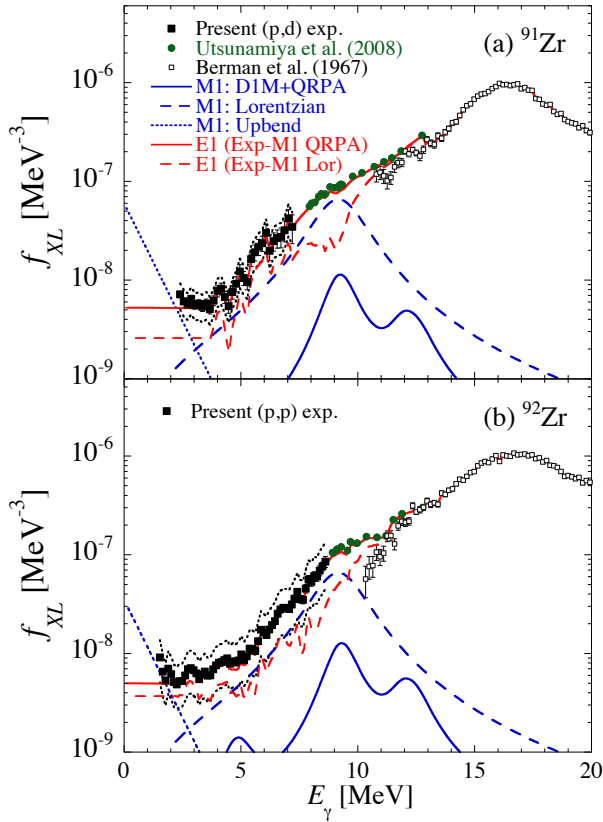 Present (p,d) exp.
Utsunamiya et al. (2008)
Berman et al. (1967)
M1: D1M+QRPA
M1: Lorentzian
M1: Upbend
E1 (Exp-M1 QRPA)
E1 (Exp-M1 Lor)
(a) ⁹¹Zr
10⁻⁶
10⁻⁷
10⁻⁸
10⁻⁹
f_XL [MeV⁻³]
Present (p,p) exp.
(b) ⁹²Zr
10⁻⁶
10⁻⁷
10⁻⁸
10⁻⁹
f_XL [MeV⁻³]
0 5 10 15 20
E_γ [MeV]